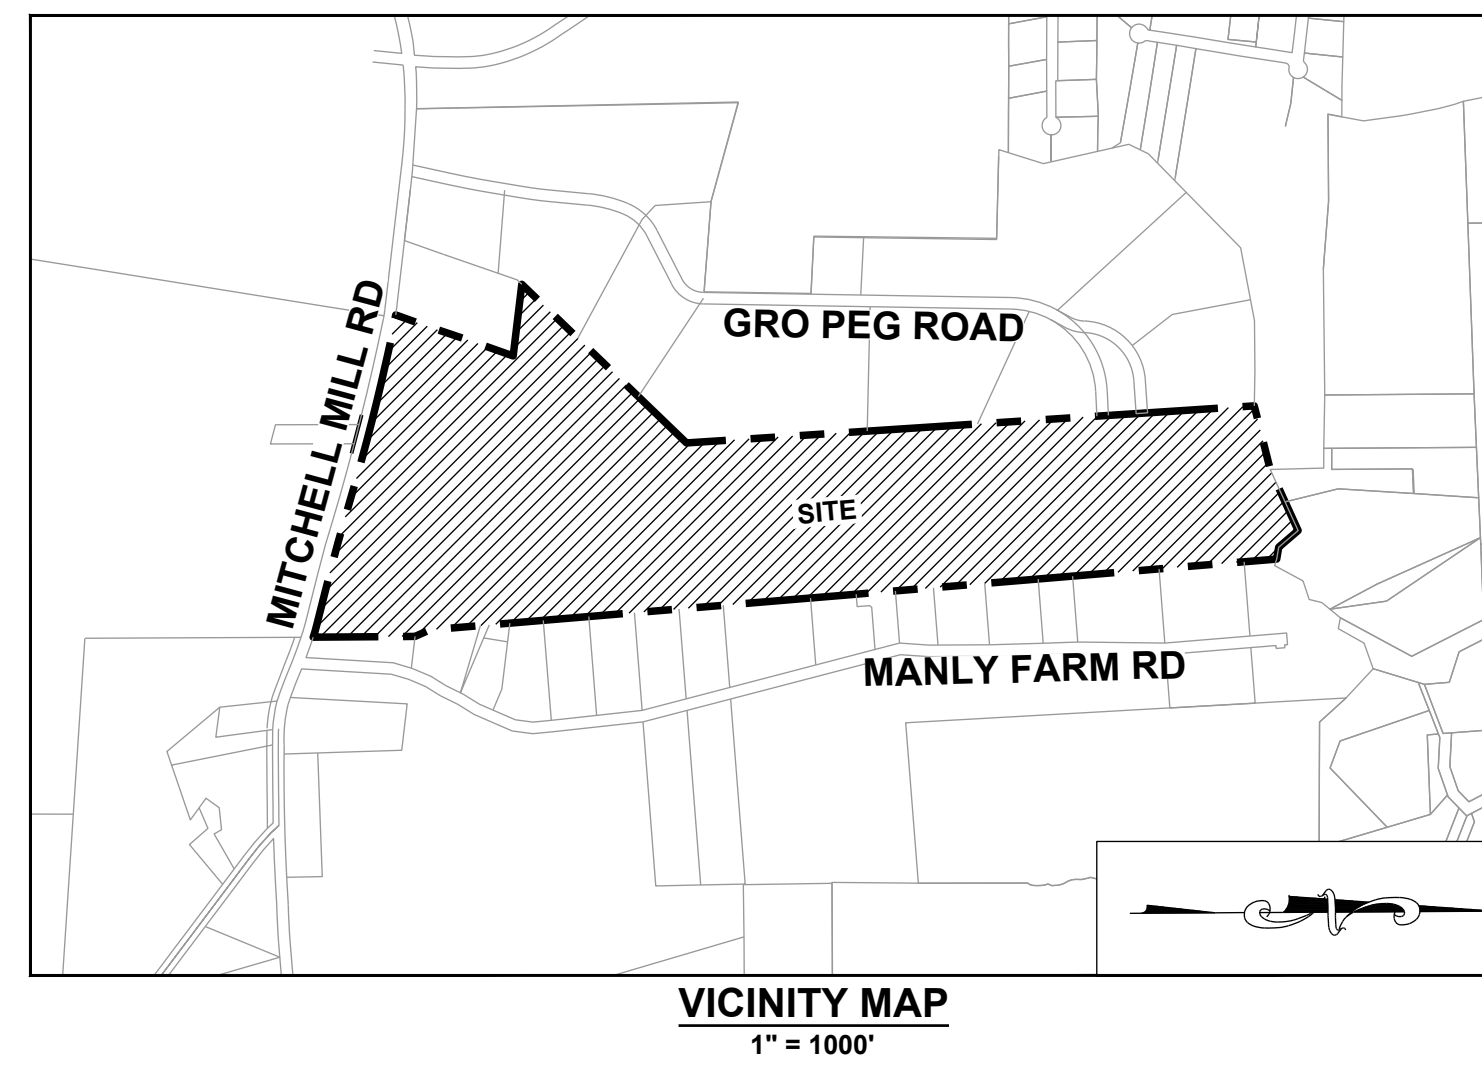 MITCHELL MILL RD
GRO PEG ROAD
SITE
MANLY FARM RD
N
VICINITY MAP
1" = 1000'